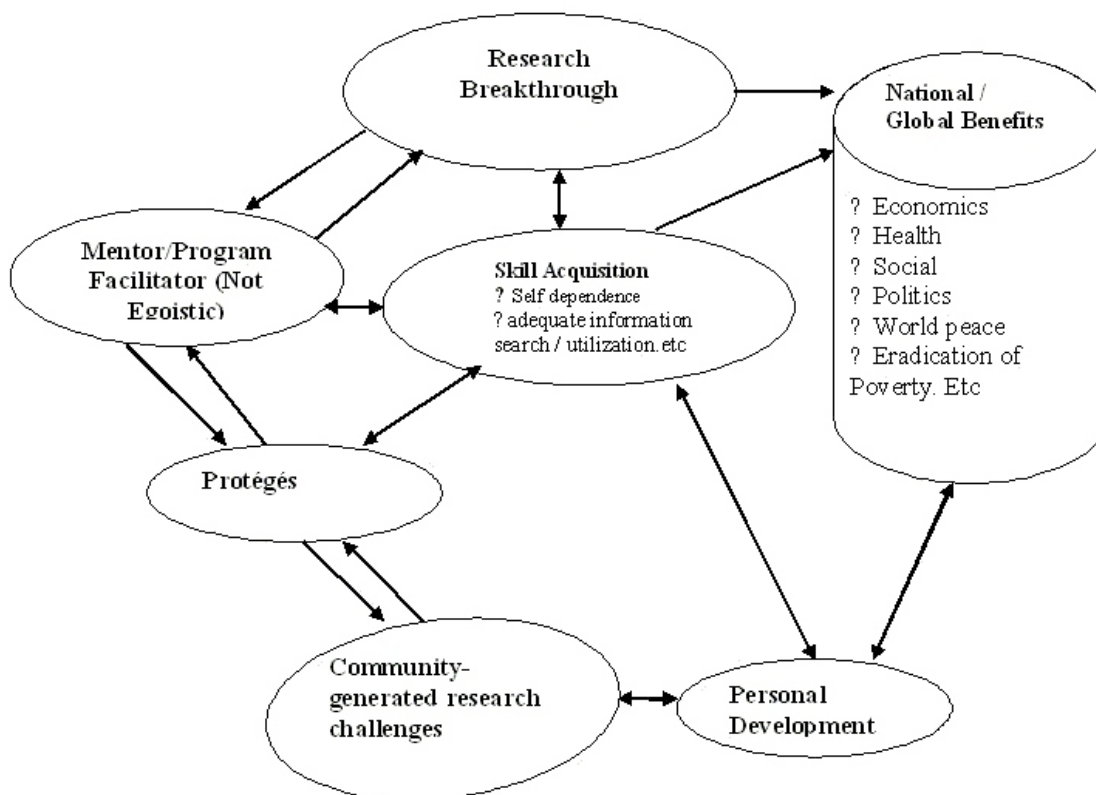 Research
Breakthrough
National /
Global Benefits
? Economics
? Health
? Social
? Politics
? World peace
? Eradication of
Poverty. Etc
Mentor/Program
Facilitator (Not
Egoistic)
Skill Acquisition
? Self dependence
? adequate information
search / utilization.etc
Protégés
Community-
generated research
challenges
Personal
Development